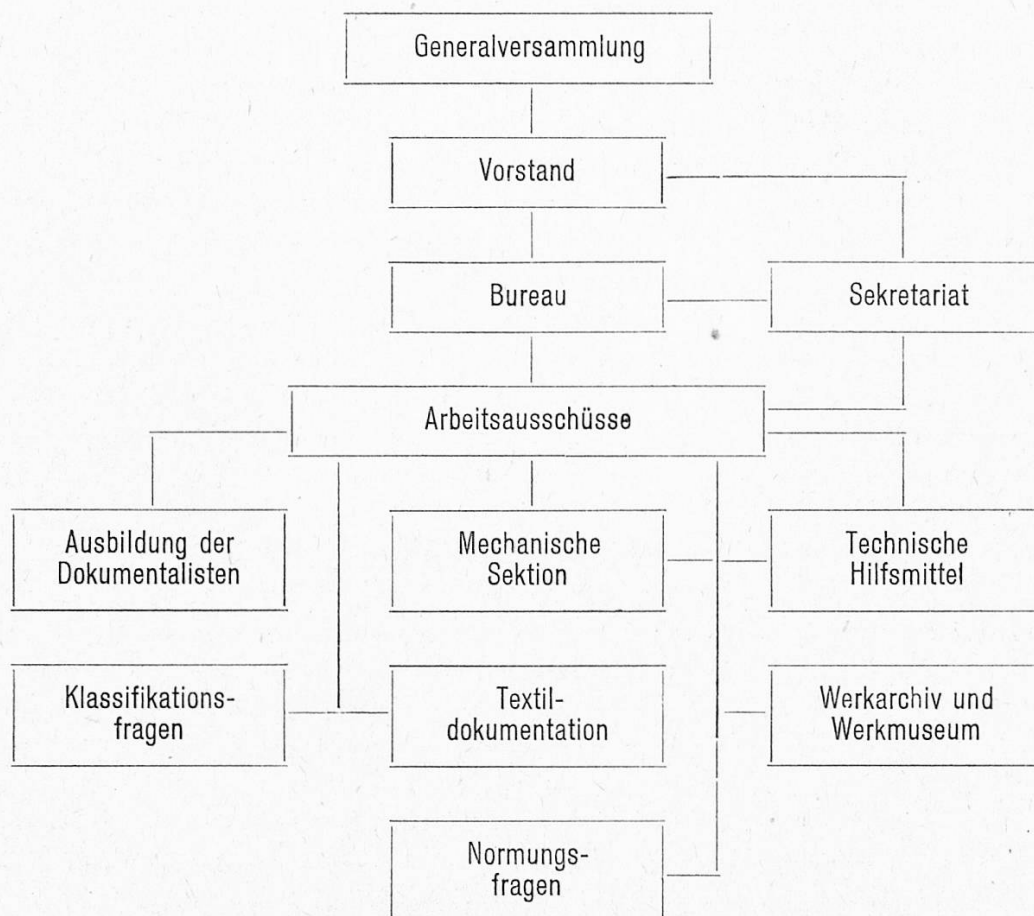 Generalversammlung
Vorstand
Bureau
Sekretariat
Arbeitsausschüsse
Ausbildung der
Dokumentalisten
Mechanische
Sektion
Technische
Hilfsmittel
Klassifikations-
fragen
Textil-
dokumentation
Werkarchiv und
Werkmuseum
Normungs-
fragen